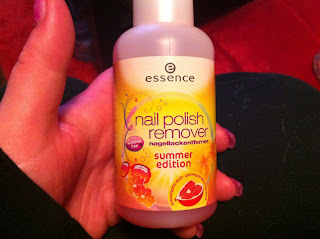 essence
nail polish
remover
nagellackentferner
summer
edition